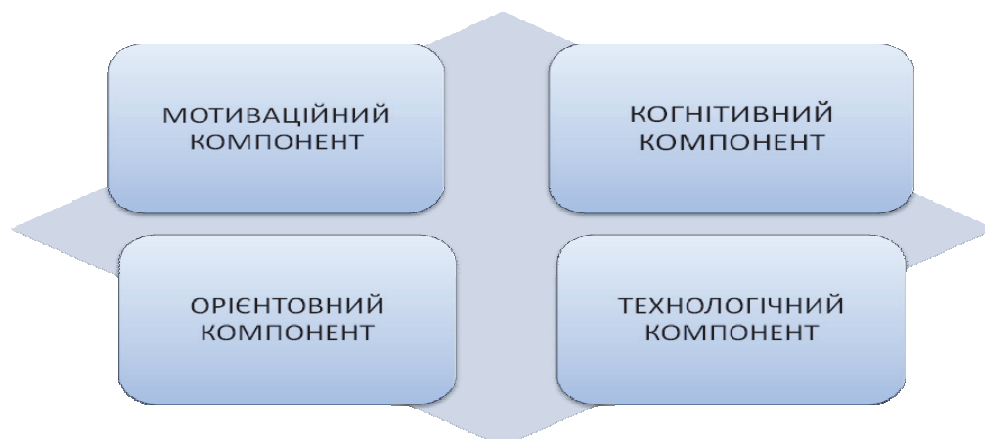 МОТИВАЦІЙНИЙ
КОМПОНЕНТ
КОГНІТИВНИЙ
КОМПОНЕНТ
ОРІЄНТОВНИЙ
КОМПОНЕНТ
ТЕХНОЛОГІЧНИЙ
КОМПОНЕНТ